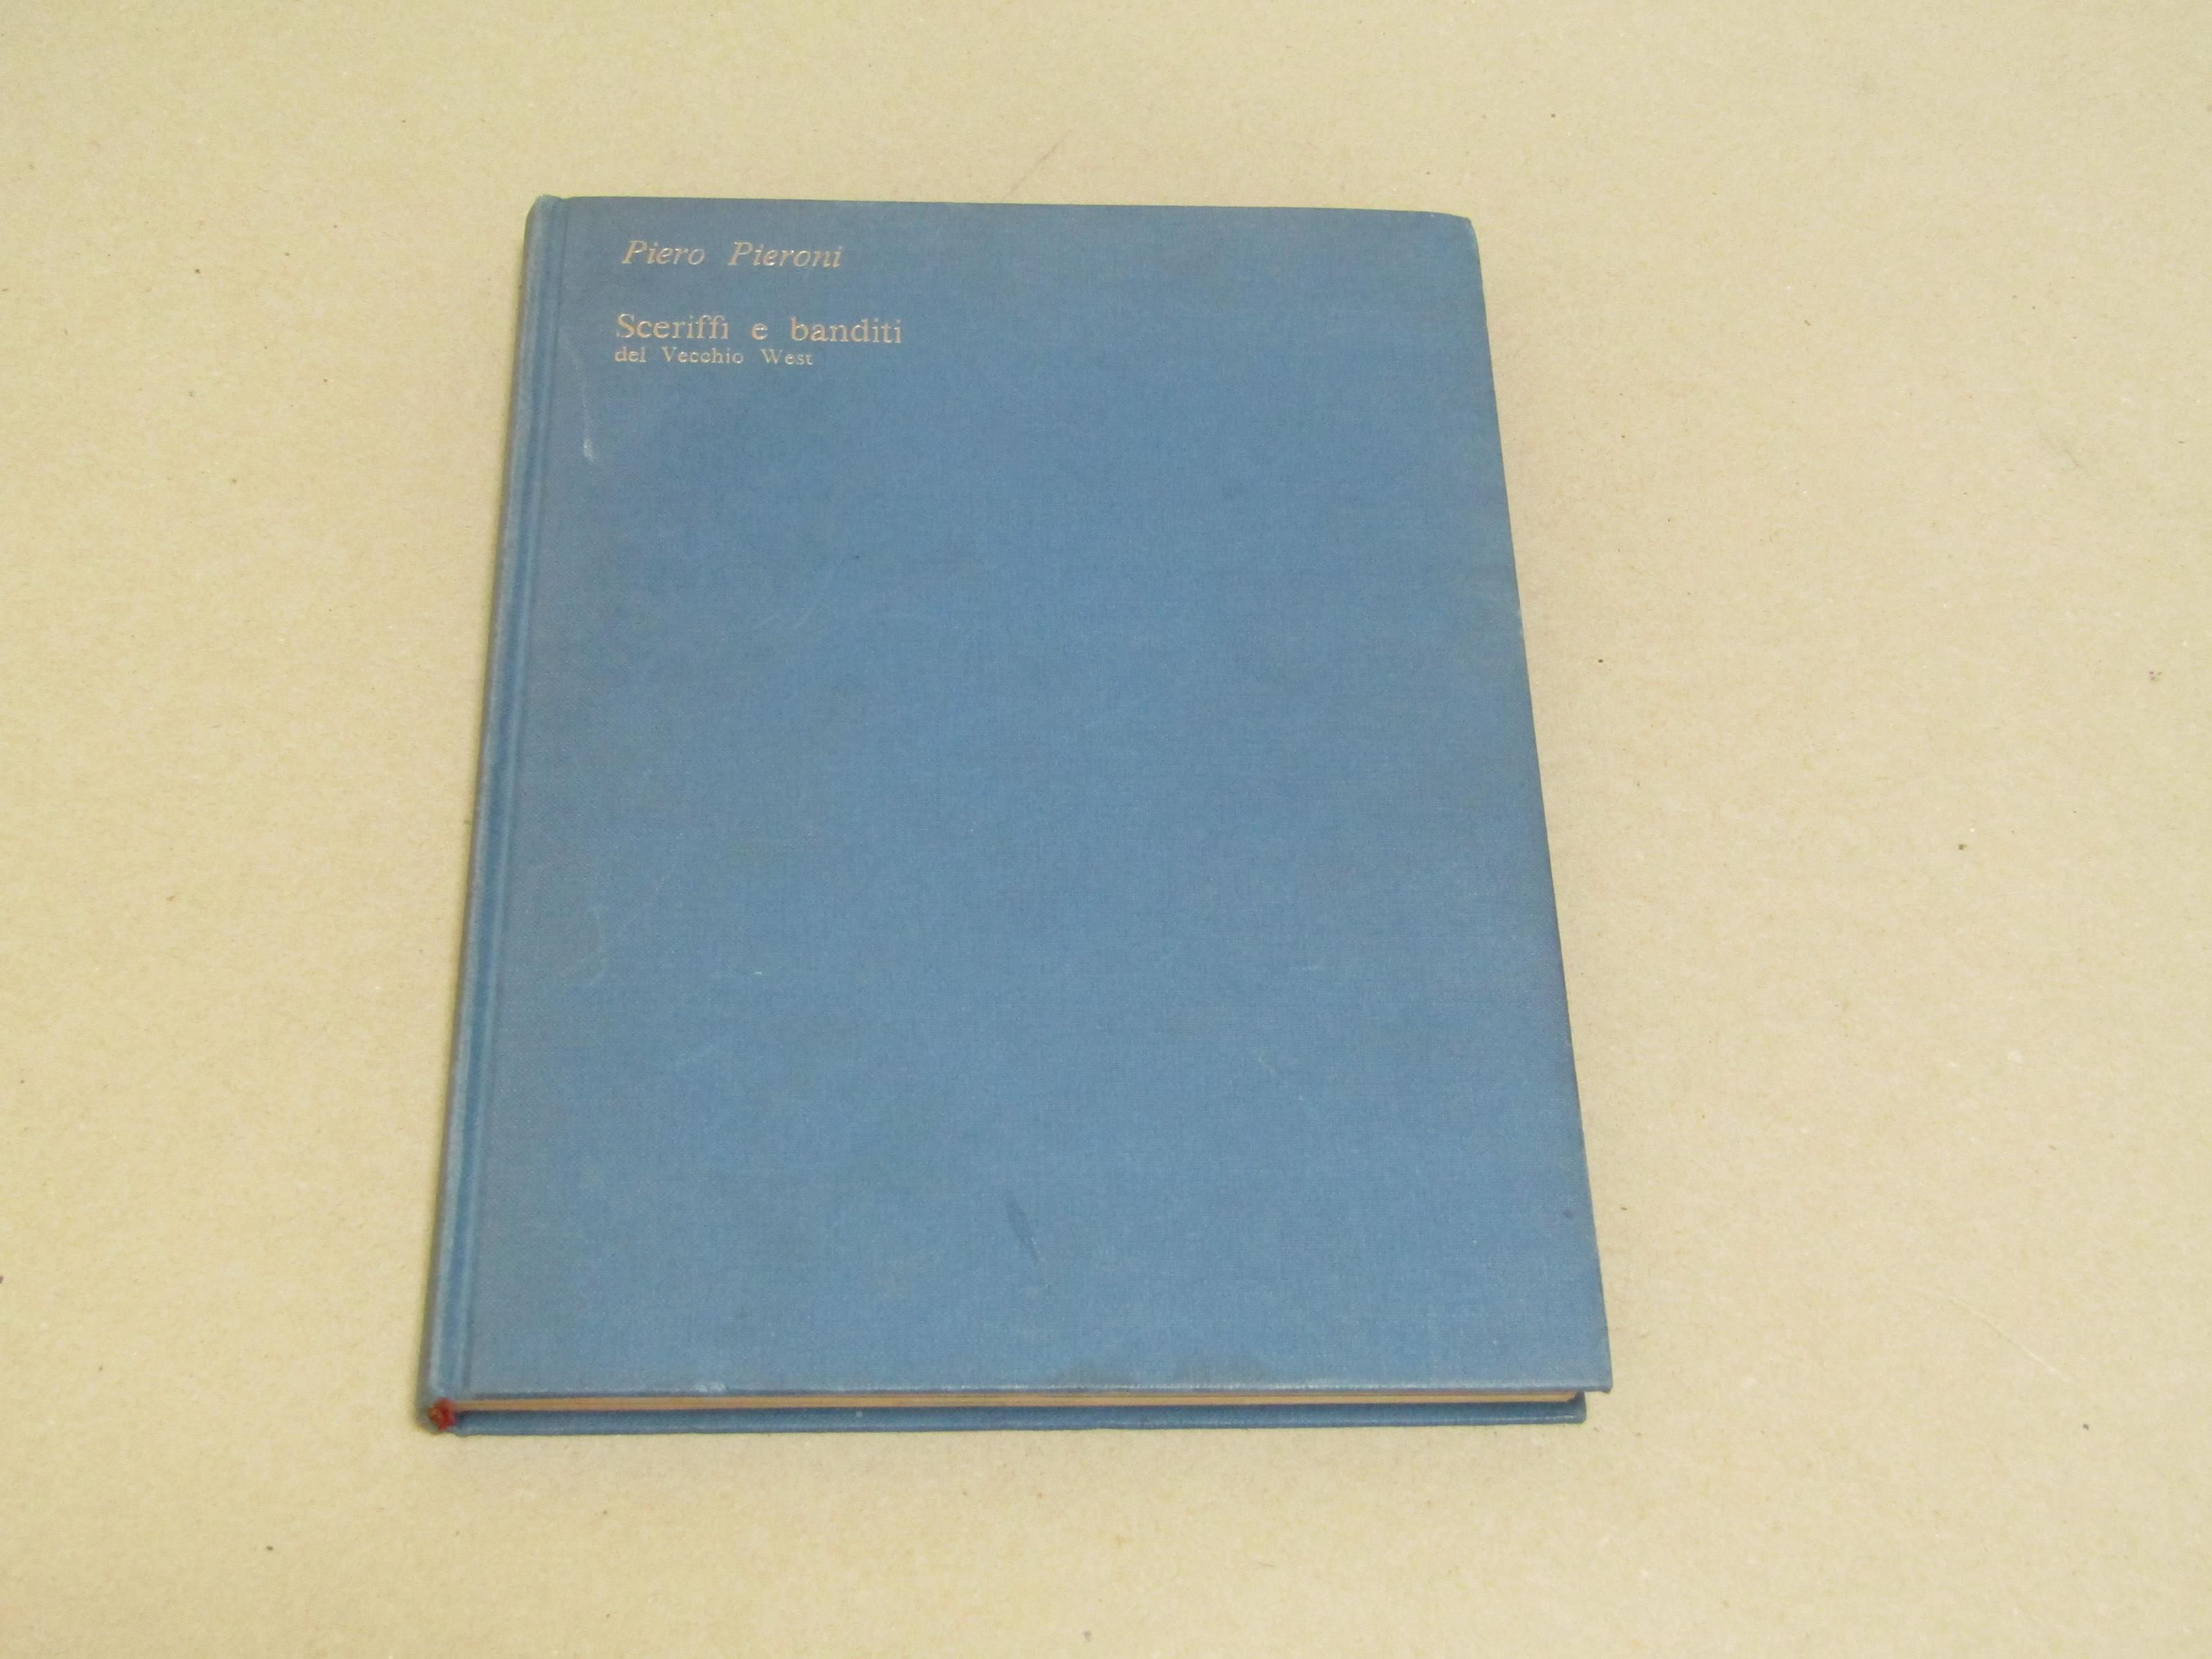 Piero Pieroni
Sceriffi e banditi
del Vecchio West